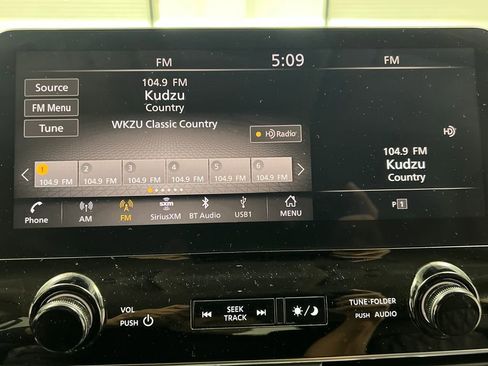 FM 5:09 FM
Source
104.9 FM
Kudzu
Country
FM Menu
WKZU Classic Country
Tune
HD Radio
104.9 FM
Kudzu
Country
1 2 3 4 5 6
104.9 FM 104.9 FM 104.9 FM 104.9 FM 104.9 FM 104.9 FM
P 1
Phone AM FM SiriusXM BT Audio USB1 MENU
VOL
PUSH
SEEK
TRACK
TUNE·FOLDER
PUSH AUDIO